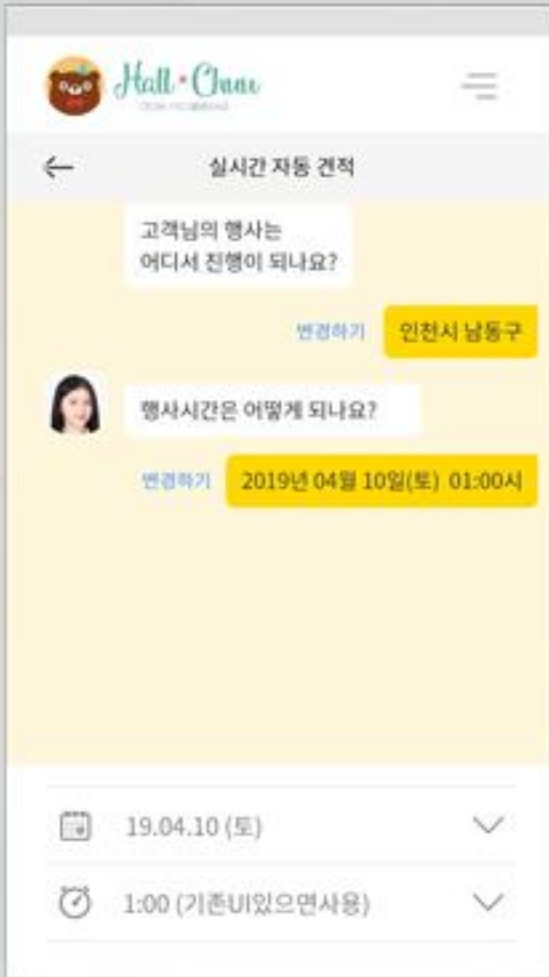 Hall
실시간 자동 견적
고객님의 행사는
어디서 진행이 되나요?
변경하기 인천시 남동구
행사시간은 어떻게 되나요?
변경하기 2019년 04월 10일(토) 01:00시
19.04.10 (토)
1:00 (기존UI있으면사용)